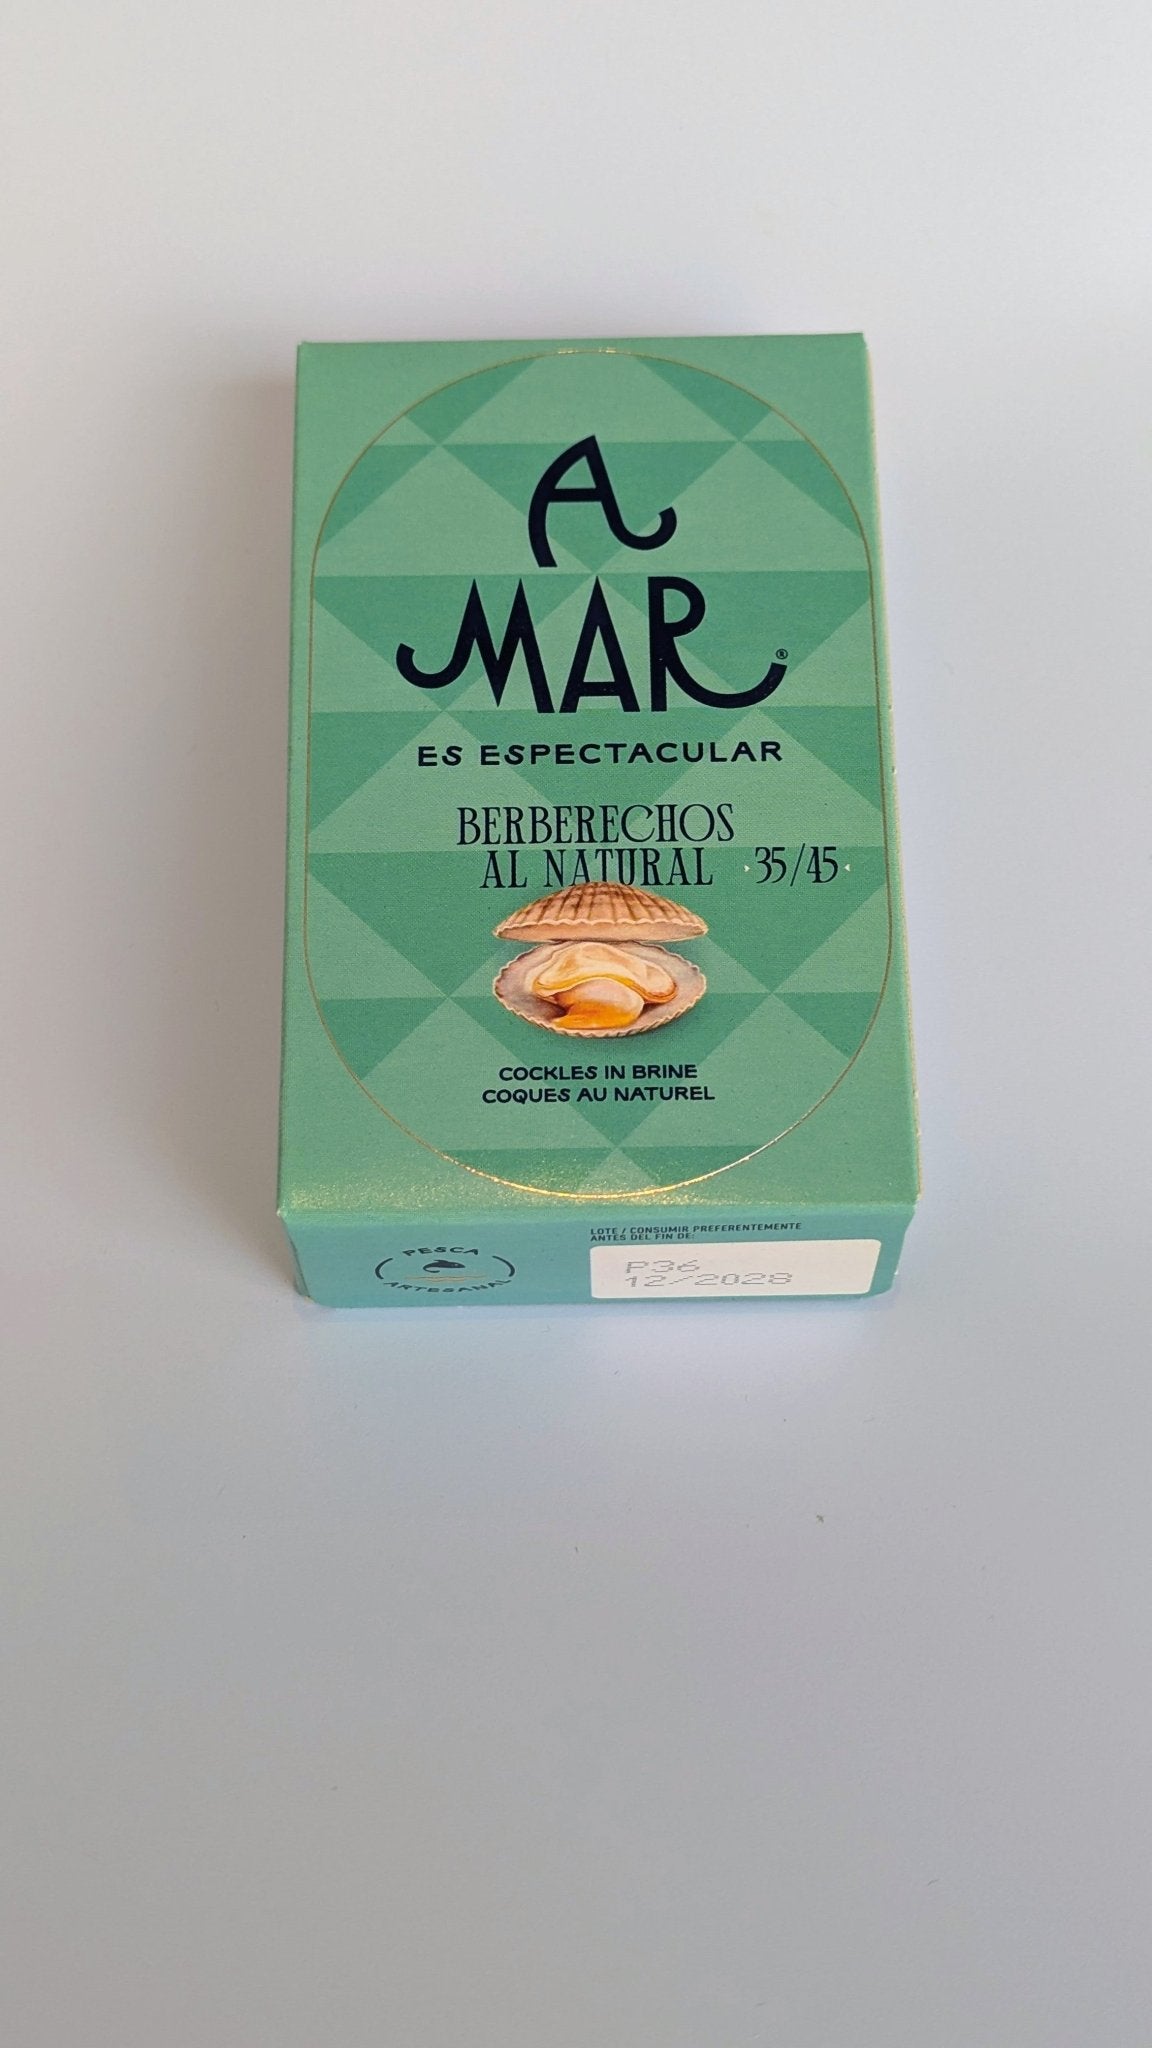 A
MAR®
ES ESPECTACULAR
BERBERECHOS
AL NATURAL 35/45
COCKLES IN BRINE
COQUES AU NATUREL
PESCA
ARTESANAL
LOTE / CONSUMIR PREFERENTEMENTE
ANTES DEL FIN DE:
P36
12/2028